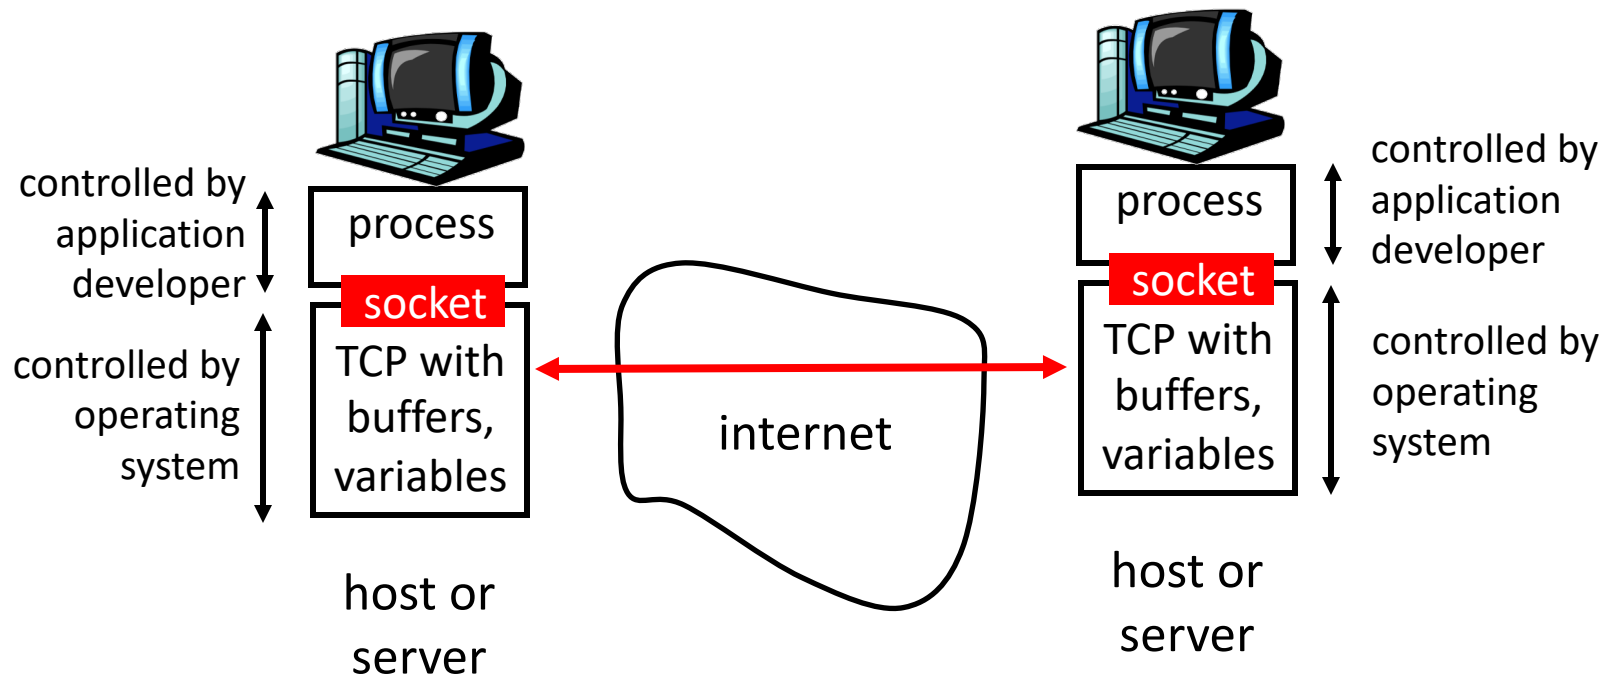 controlled by
application
developer
process
socket
controlled by
operating
system
TCP with
buffers,
variables
host or
server
internet
process
socket
TCP with
buffers,
variables
host or
server
controlled by
application
developer
controlled by
operating
system